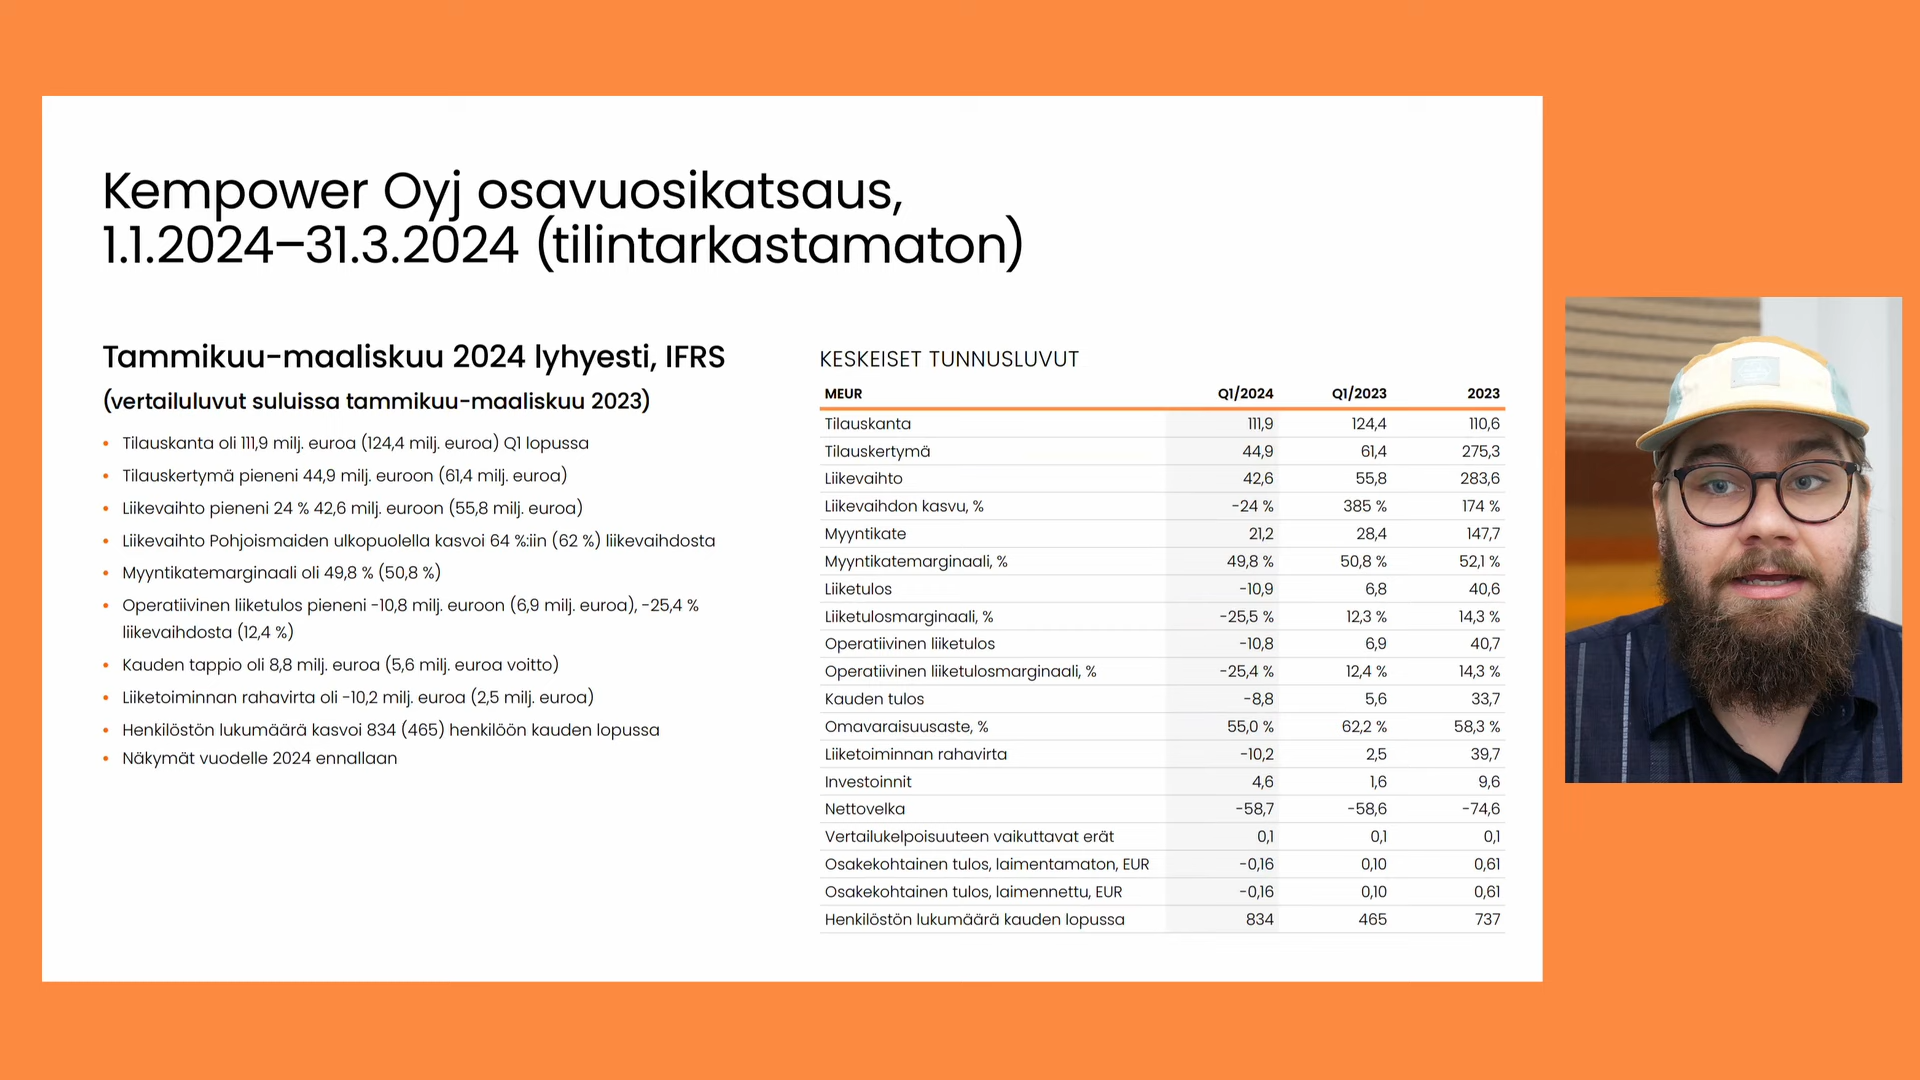 Kempower Oyj osavuosikatsaus,
1.1.2024–31.3.2024 (tilintarkastamaton)
Tammikuu-maaliskuu 2024 lyhyesti, IFRS
(vertailuluvut suluissa tammikuu-maaliskuu 2023)
• Tilauskanta oli 111,9 milj. euroa (124,4 milj. euroa) Q1 lopussa
• Tilauskertymä pieneni 44,9 milj. euroon (61,4 milj. euroa)
• Liikevaihto pieneni 24 % 42,6 milj. euroon (55,8 milj. euroa)
• Liikevaihto Pohjoismaiden ulkopuolella kasvoi 64 %:iin (62 %) liikevaihdosta
• Myyntikatemarginaali oli 49,8 % (50,8 %)
• Operatiivinen liiketulos pieneni -10,8 milj. euroon (6,9 milj. euroa), -25,4 %
liikevaihdosta (12,4 %)
• Kauden tappio oli 8,8 milj. euroa (5,6 milj. euroa voitto)
• Liiketoiminnan rahavirta oli -10,2 milj. euroa (2,5 milj. euroa)
• Henkilöstön lukumäärä kasvoi 834 (465) henkilöön kauden lopussa
• Näkymät vuodelle 2024 ennallaan
KESKEISET TUNNUSLUVUT
MEUR Q1/2024 Q1/2023 2023
Tilauskanta 111,9 124,4 110,6
Tilauskertymä 44,9 61,4 275,3
Liikevaihto 42,6 55,8 283,6
Liikevaihdon kasvu, % -24 % 385 % 174 %
Myyntikate 21,2 28,4 147,7
Myyntikatemarginaali, % 49,8 % 50,8 % 52,1 %
Liiketulos -10,9 6,8 40,6
Liiketulosmarginaali, % -25,5 % 12,3 % 14,3 %
Operatiivinen liiketulos -10,8 6,9 40,7
Operatiivinen liiketulosmarginaali, % -25,4 % 12,4 % 14,3 %
Kauden tulos -8,8 5,6 33,7
Omavaraisuusaste, % 55,0 % 62,2 % 58,3 %
Liiketoiminnan rahavirta -10,2 2,5 39,7
Investoinnit 4,6 1,6 9,6
Nettovelka -58,7 -58,6 -74,6
Vertailukelpoisuuteen vaikuttavat erät 0,1 0,1 0,1
Osakekohtainen tulos, laimentamaton, EUR -0,16 0,10 0,61
Osakekohtainen tulos, laimennettu, EUR -0,16 0,10 0,61
Henkilöstön lukumäärä kauden lopussa 834 465 737